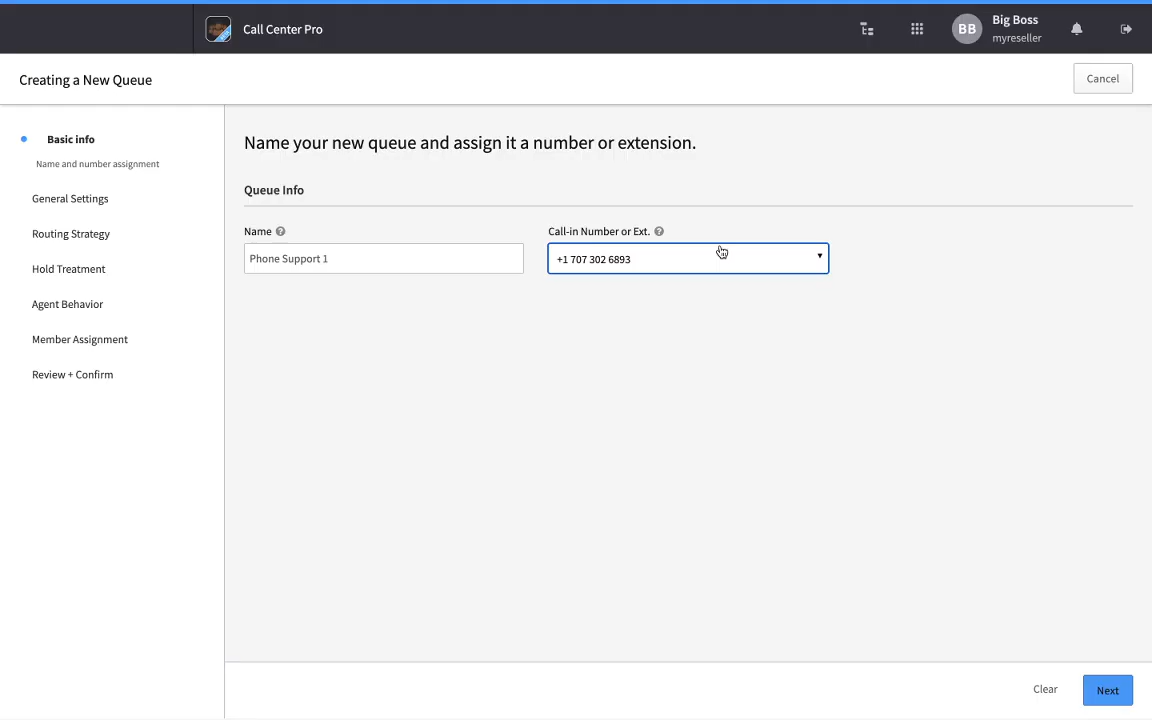 Call Center Pro
BB
Big Boss
myreseller
Creating a New Queue
Cancel
Basic info
Name and number assignment
General Settings
Routing Strategy
Hold Treatment
Agent Behavior
Member Assignment
Review + Confirm
Name your new queue and assign it a number or extension.
Queue Info
Name ?
Call-in Number or Ext. ?
Phone Support 1
+1 707 302 6893
Clear
Next